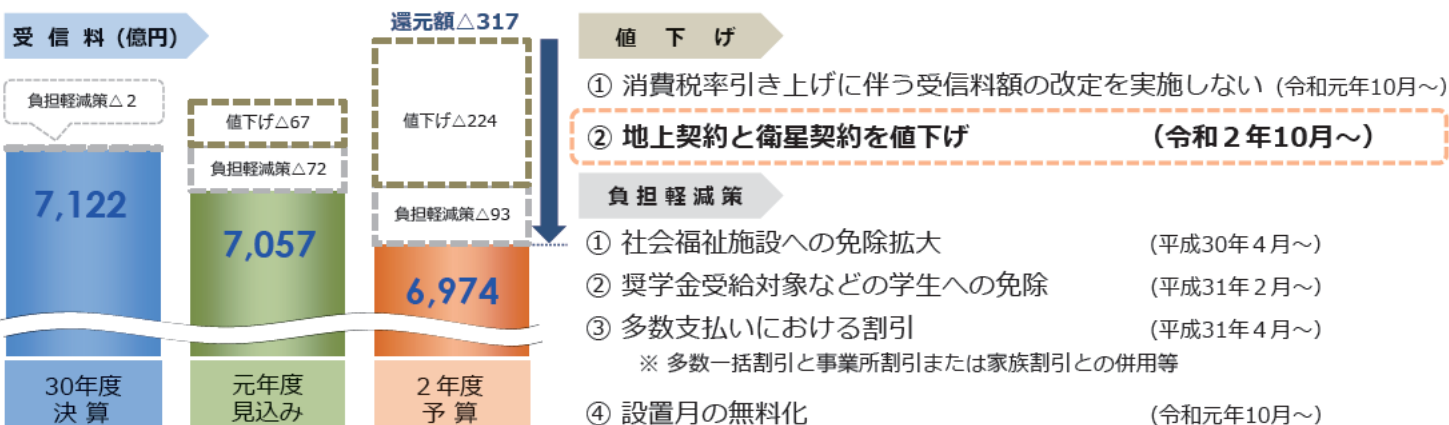 受 信 料 (億円)
還元額△317
負担軽減策△２
値下げ△67
値下げ△224
負担軽減策△72
負担軽減策△93
7,122
7,057
6,974
30年度
決 算
元年度
見込み
２年度
予 算
値 下 げ
① 消費税率引き上げに伴う受信料額の改定を実施しない (令和元年10月～)
② 地上契約と衛星契約を値下げ (令和２年10月～)
負 担 軽 減 策
① 社会福祉施設への免除拡大 (平成30年４月～)
② 奨学金受給対象などの学生への免除 (平成31年２月～)
③ 多数支払いにおける割引 (平成31年４月～)
※ 多数一括割引と事業所割引または家族割引との併用等
④ 設置月の無料化 (令和元年10月～)